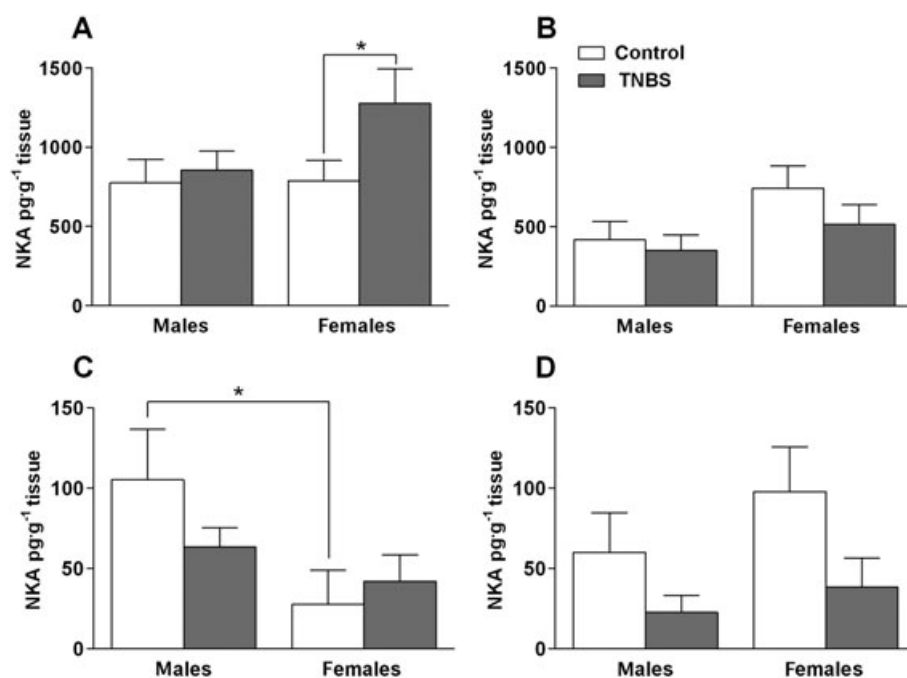 A
NKA pg·g⁻¹ tissue
1500
1000
500
0
*
Males
Females
B
Control
TNBS
NKA pg·g⁻¹ tissue
1500
1000
500
0
Males
Females
C
NKA pg·g⁻¹ tissue
150
100
50
0
*
Males
Females
D
NKA pg·g⁻¹ tissue
150
100
50
0
Males
Females